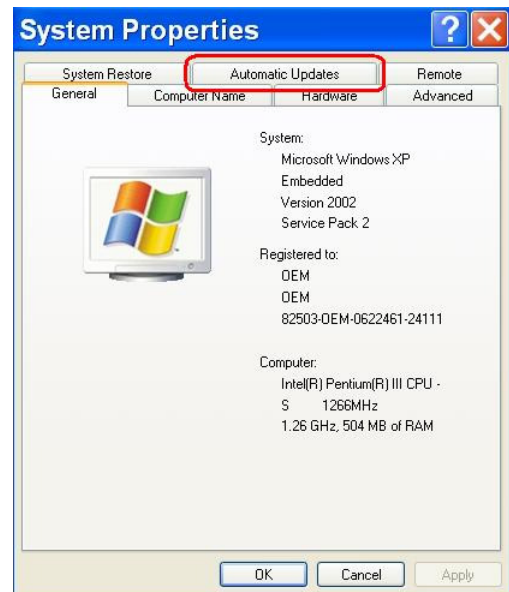 System Properties
System Restore Automatic Updates Remote
General Computer Name Hardware Advanced
System:
Microsoft Windows XP
Embedded
Version 2002
Service Pack 2
Registered to:
OEM
OEM
82503-OEM-0622461-24111
Computer:
Intel(R) Pentium(R) III CPU -
S 1266MHz
1.26 GHz, 504 MB of RAM
OK Cancel Apply